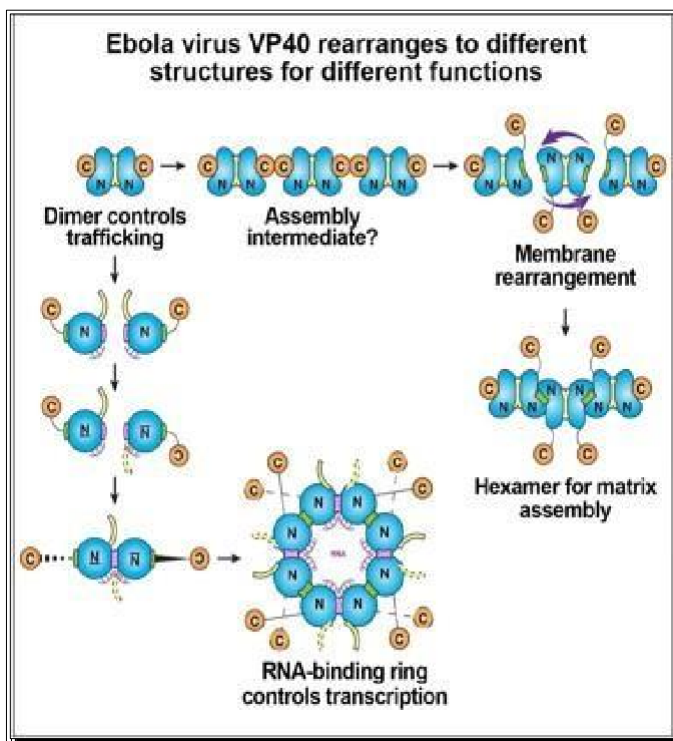 Ebola virus VP40 rearranges to different
structures for different functions
C N N C
C N N C C N N C C N N C
C C
C N N N N N N C
C C
Dimer controls
trafficking
Assembly
intermediate?
Membrane
rearrangement
C N N C
C N N C
C N N C
C C
C N N N N N N C
C C
Hexamer for matrix
assembly
C C
C C
N N
N N
RNA
N N
N N
C C
C C
RNA-binding ring
controls transcription